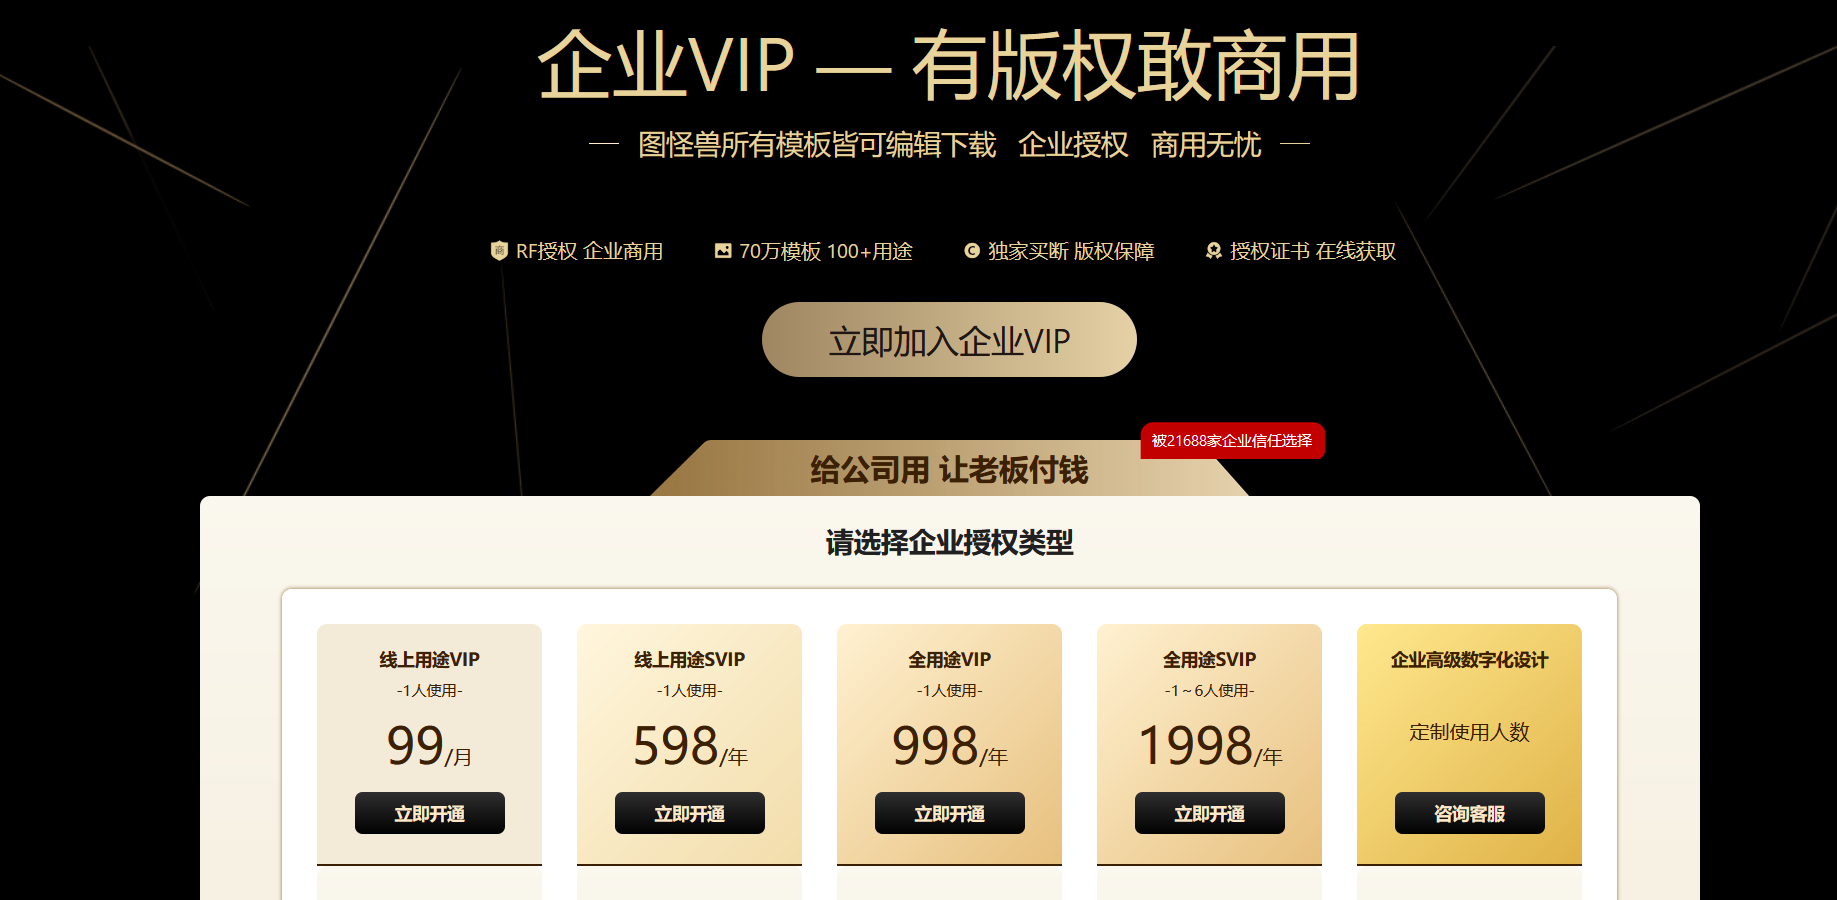 企业VIP — 有版权敢商用
图怪兽所有模板皆可编辑下载 企业授权 商用无忧
商 RF授权 企业商用 70万模板 100+用途 C 独家买断 版权保障 授权证书 在线获取
立即加入企业VIP
被21688家企业信任选择
给公司用 让老板付钱
请选择企业授权类型
线上用途VIP
-1人使用-
99/月
立即开通
线上用途SVIP
-1人使用-
598/年
立即开通
全用途VIP
-1人使用-
998/年
立即开通
全用途SVIP
-1～6人使用-
1998/年
立即开通
企业高级数字化设计
定制使用人数
咨询客服